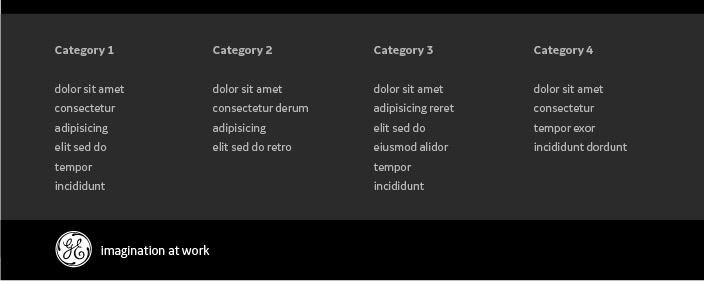 Category 1
dolor sit amet
consectetur
adipisicing
elit sed do
tempor
incididunt
Category 2
dolor sit amet
consectetur derum
adipisicing
elit sed do retro
Category 3
dolor sit amet
adipisicing reret
elit sed do
eiusmod alidor
tempor
incididunt
Category 4
dolor sit amet
consectetur
tempor exor
incididunt dordunt
GE
imagination at work